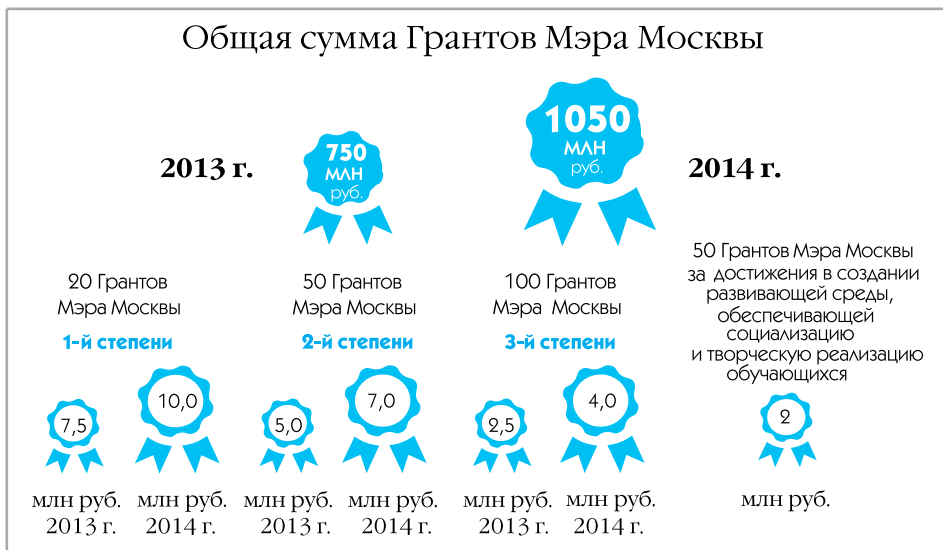 Общая сумма Грантов Мэра Москвы
2013 г.
750
млн
руб.
1050
млн
руб.
2014 г.
20 Грантов
Мэра Москвы
1-й степени
7,5
10,0
млн руб.
2013 г.
млн руб.
2014 г.
50 Грантов
Мэра Москвы
2-й степени
5,0
7,0
млн руб.
2013 г.
млн руб.
2014 г.
100 Грантов
Мэра Москвы
3-й степени
2,5
4,0
млн руб.
2013 г.
млн руб.
2014 г.
50 Грантов Мэра Москвы
за достижения в создании
развивающей среды,
обеспечивающей
социализацию
и творческую реализацию
обучающихся
2
млн руб.